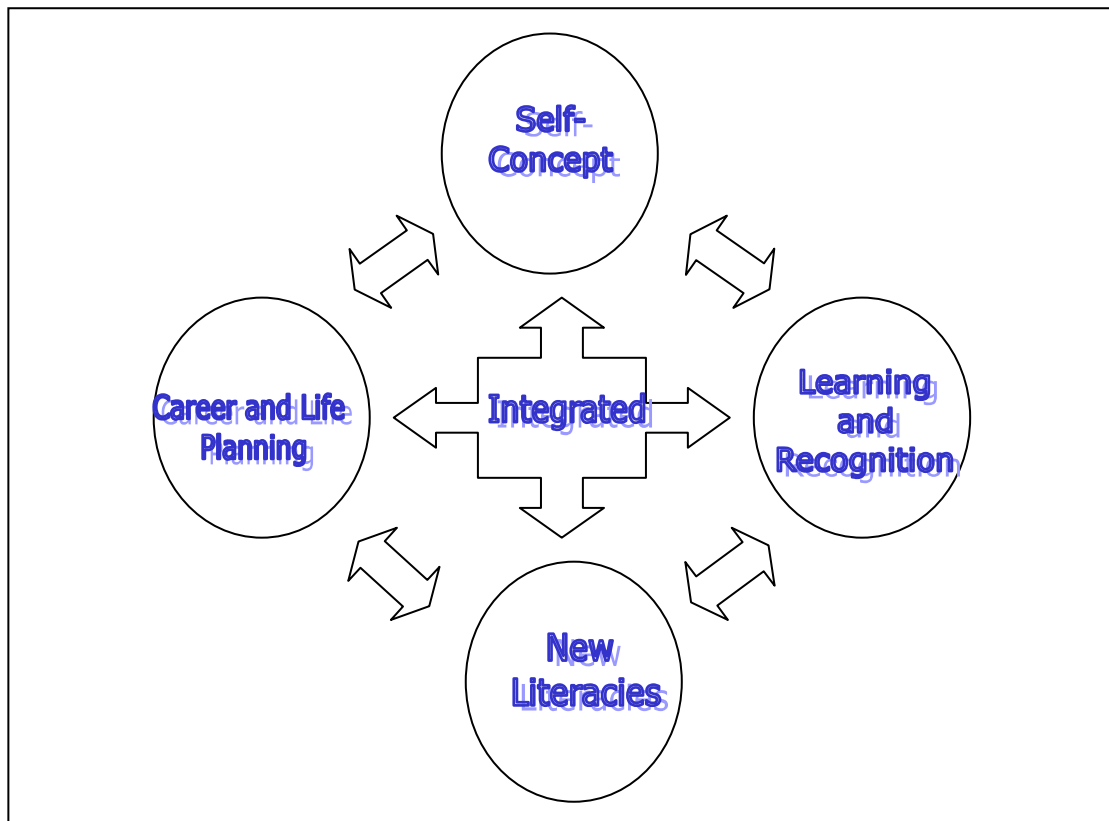 Self-
Concept
Career and Life
Planning
Integrated
Learning
and
Recognition
New
Literacies